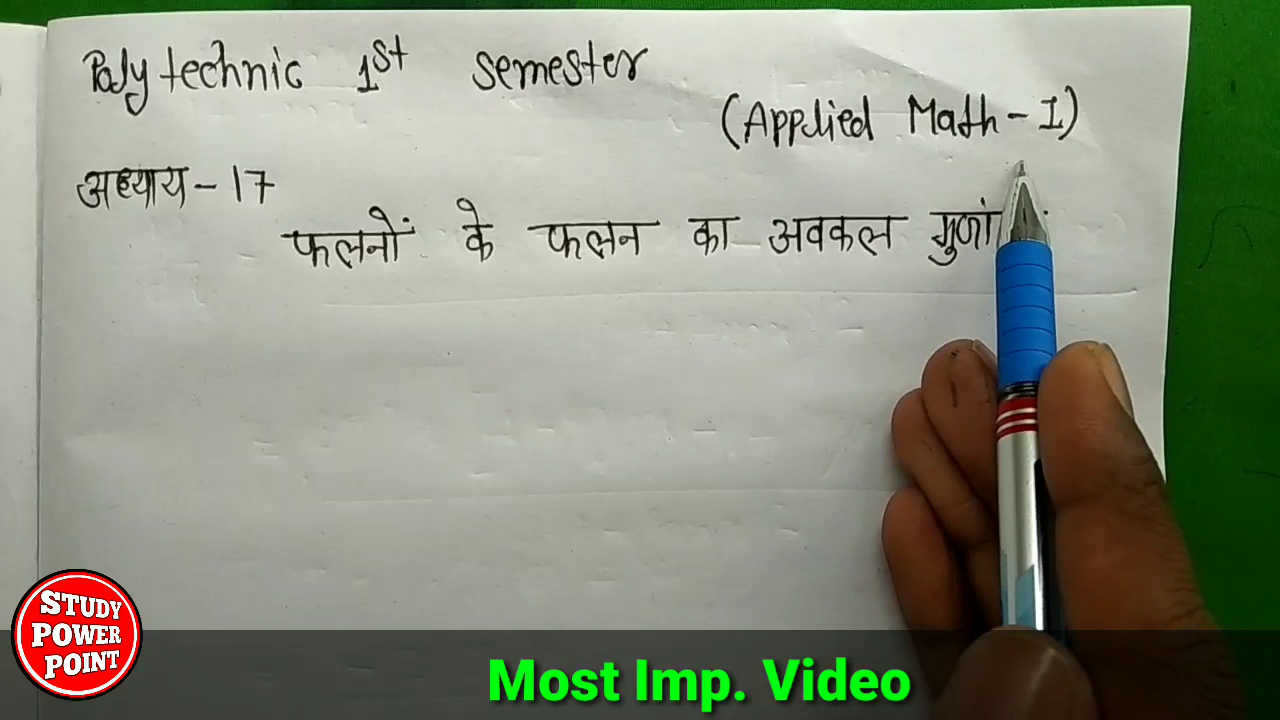 Polytechnic 1st semester
(Applied Math-I)
अध्याय-17
फलनों के फलन का अवकल
STUDY
POWER
POINT
Most Imp. Video